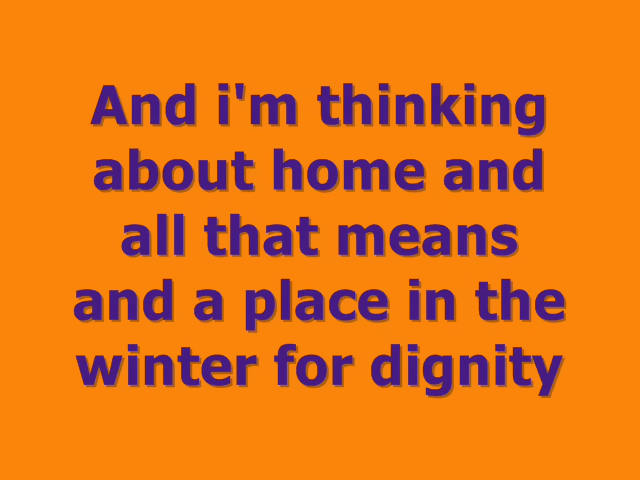 And i'm thinking
about home and
all that means
and a place in the
winter for dignity